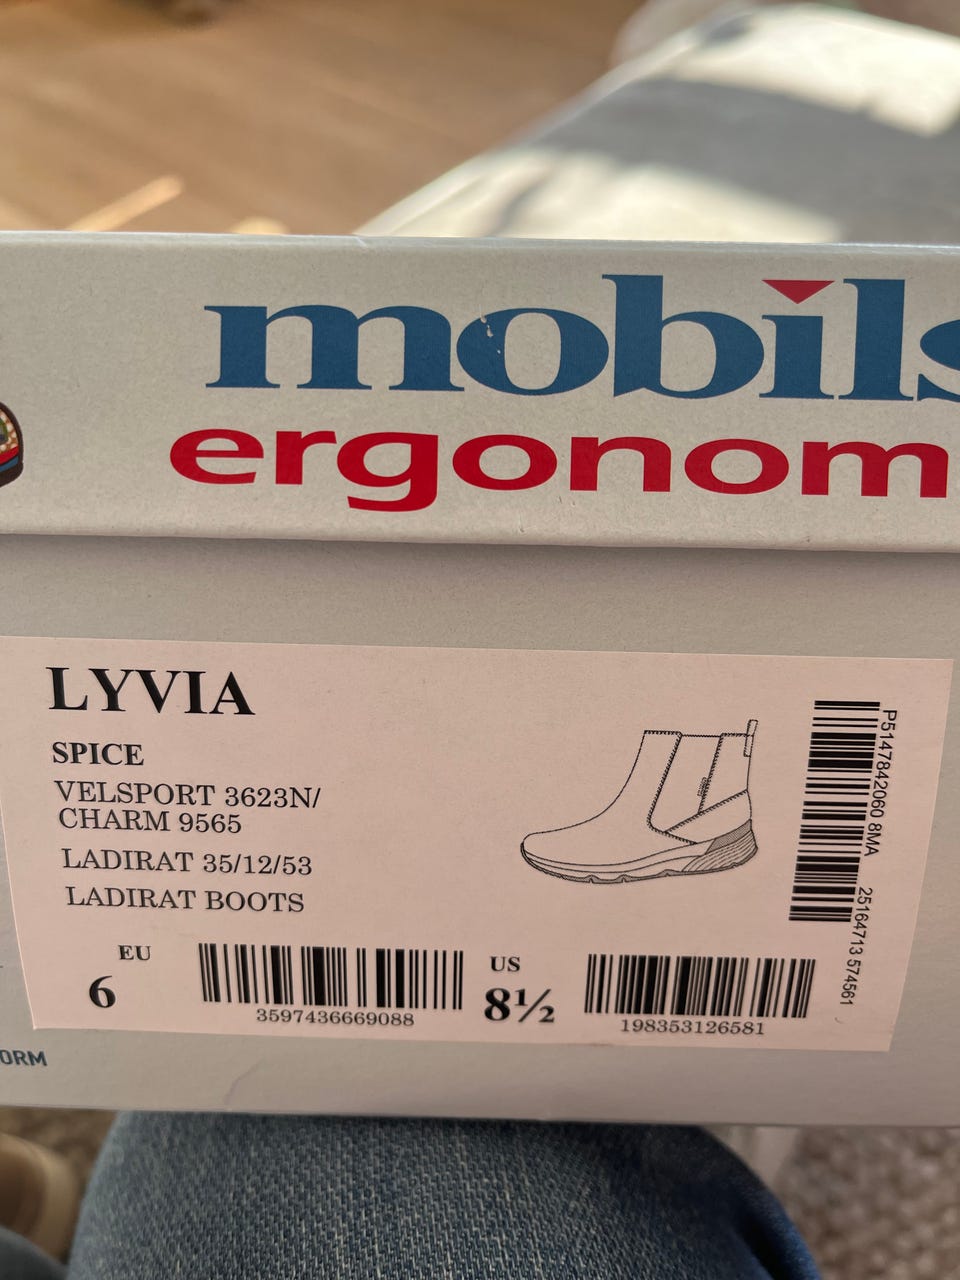 mobils
ergonom
LYVIA
SPICE
VELSPORT 3623N/
CHARM 9565
LADIRAT 35/12/53
LADIRAT BOOTS
EU
6
3597436669088
US
8½
198353126581
P5147842060 8MA
25164713 574561
ORM